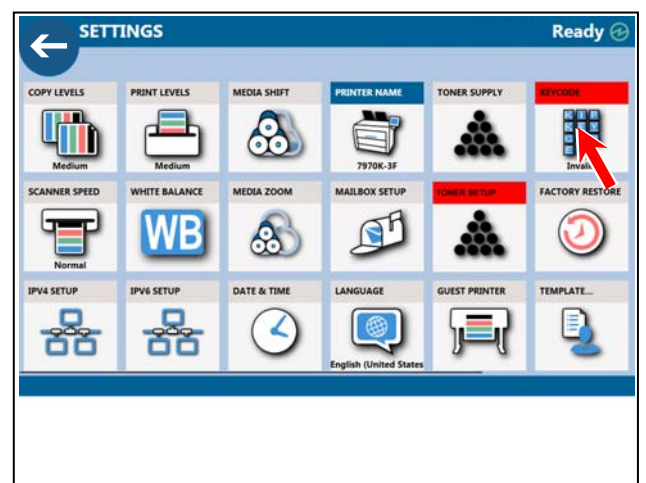 SETTINGS
Ready
COPY LEVELS
PRINT LEVELS
MEDIA SHIFT
PRINTER NAME
TONER SUPPLY
KEYCODE
Medium
Medium
7970K-3F
SCANNER SPEED
WHITE BALANCE
MEDIA ZOOM
MAILBOX SETUP
TONER SETUP
FACTORY RESTORE
WB
Normal
IPV4 SETUP
IPV6 SETUP
DATE & TIME
LANGUAGE
GUEST PRINTER
TEMPLATE...
English (United States